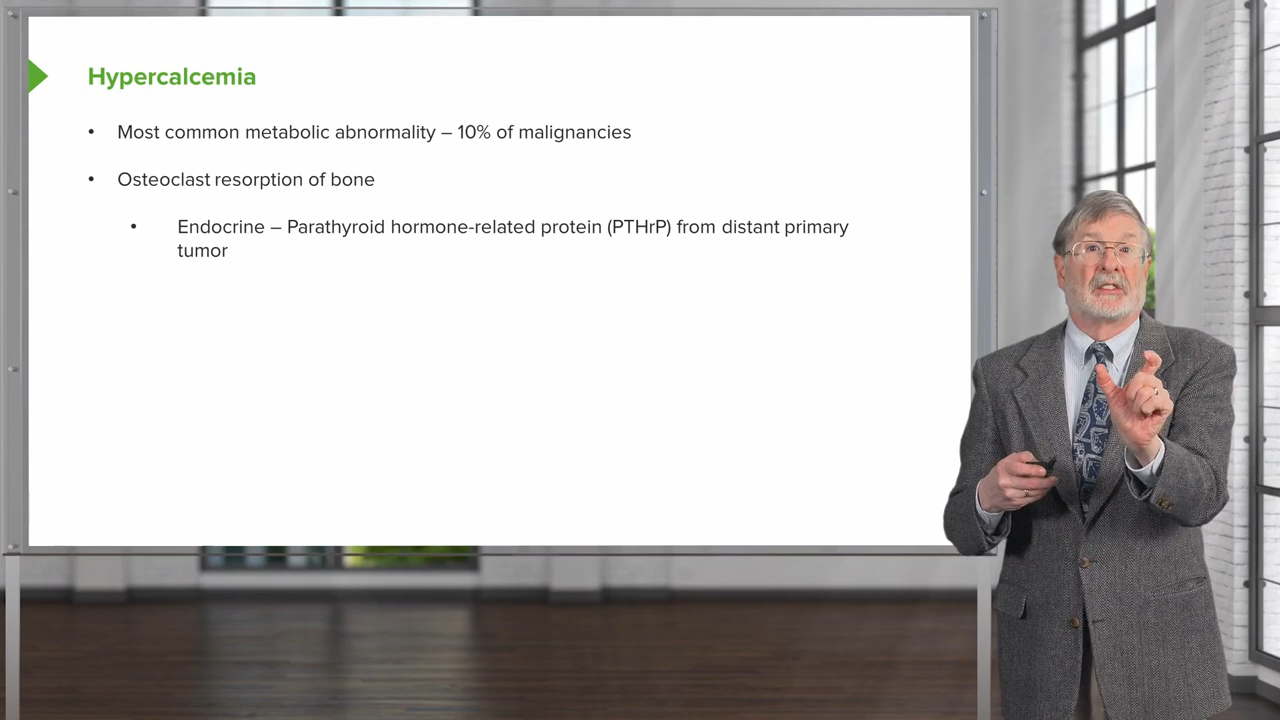 Hypercalcemia
• Most common metabolic abnormality – 10% of malignancies
• Osteoclast resorption of bone
• Endocrine – Parathyroid hormone-related protein (PTHrP) from distant primary
tumor